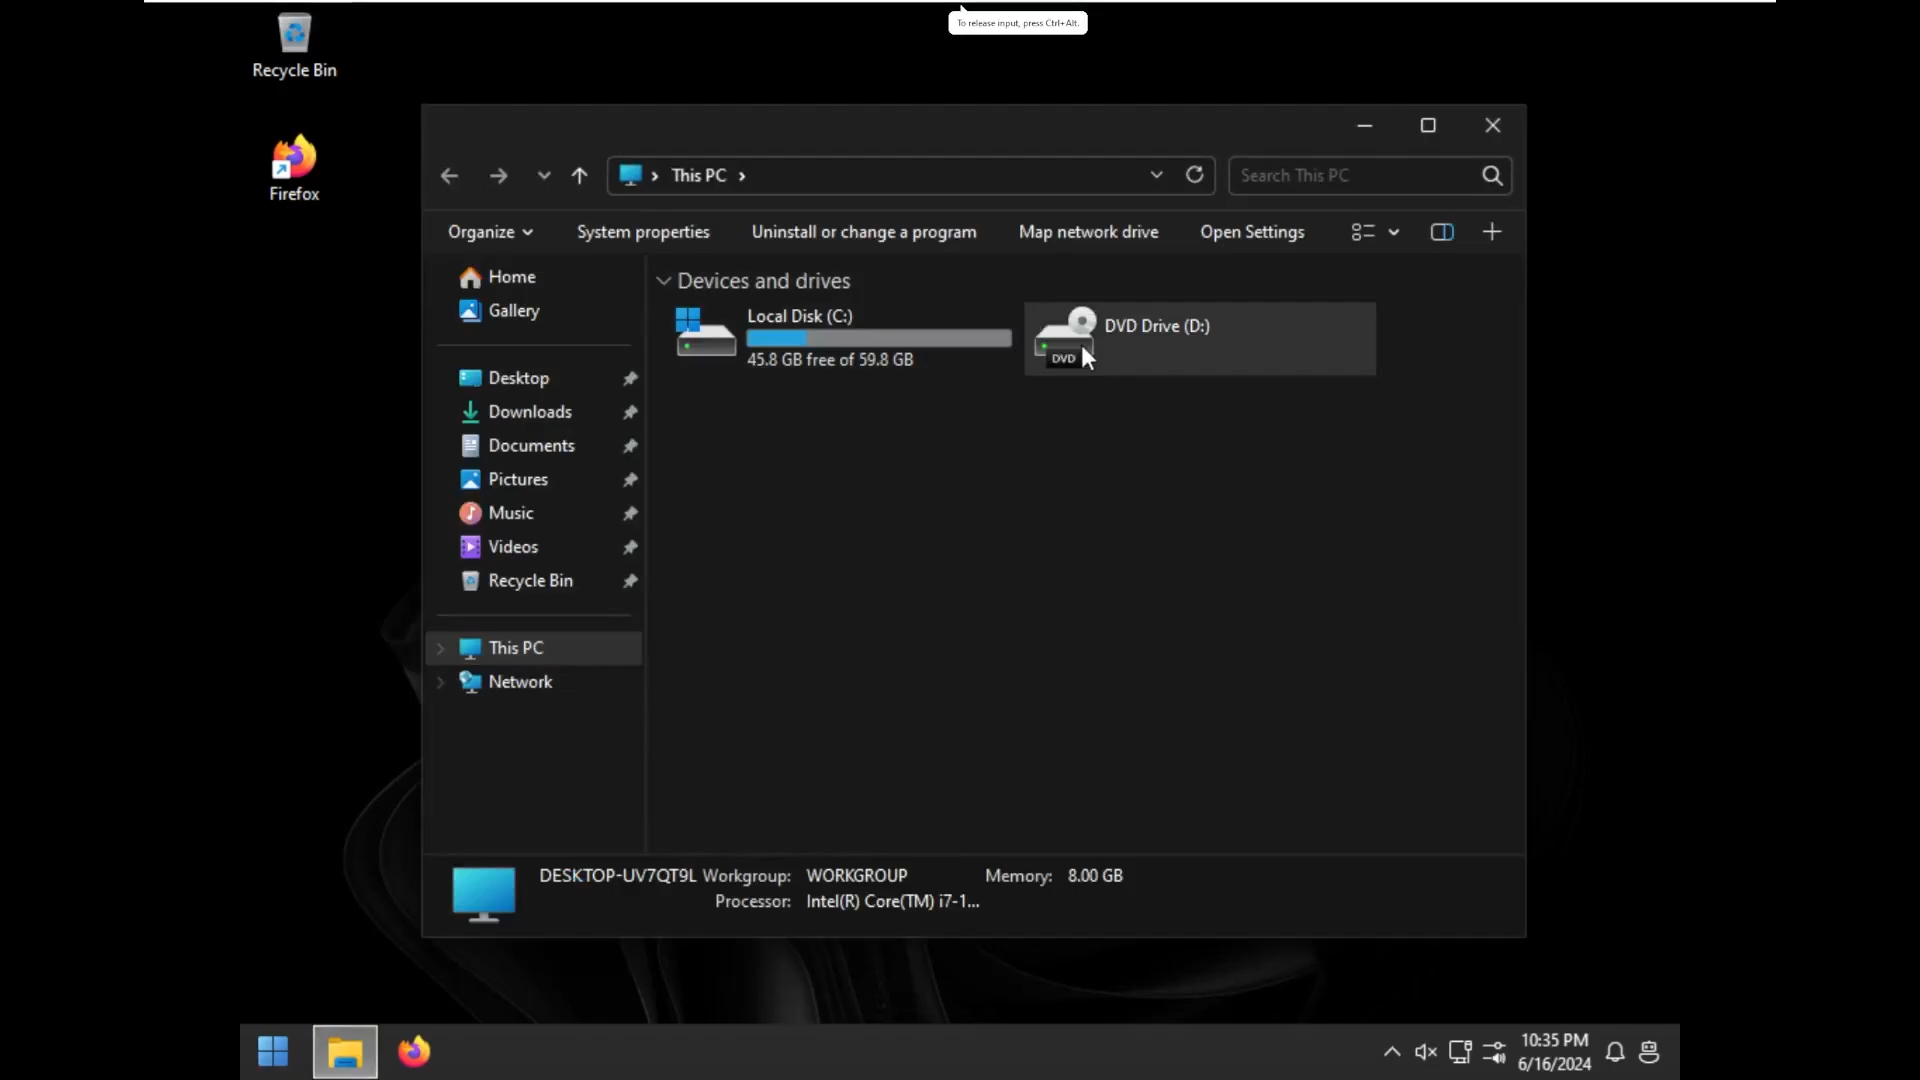 To release input, press Ctrl+Alt.
Recycle Bin
Firefox
This PC
Search This PC
Organize
System properties
Uninstall or change a program
Map network drive
Open Settings
Home
Gallery
Desktop
Downloads
Documents
Pictures
Music
Videos
Recycle Bin
This PC
Network
Devices and drives
Local Disk (C:)
45.8 GB free of 59.8 GB
DVD Drive (D:)
DVD
DESKTOP-UV7QT9L Workgroup: WORKGROUP Memory: 8.00 GB
Processor: Intel(R) Core(TM) i7-1...
10:35 PM
6/16/2024